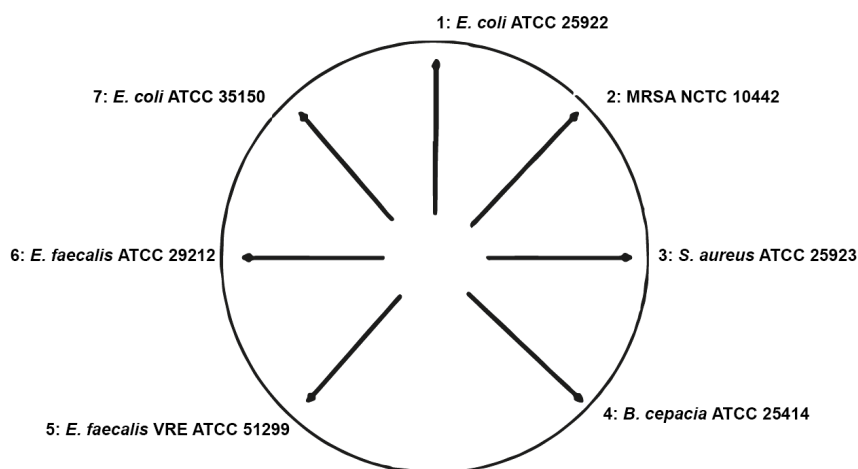 1: E. coli ATCC 25922
2: MRSA NCTC 10442
3: S. aureus ATCC 25923
4: B. cepacia ATCC 25414
5: E. faecalis VRE ATCC 51299
6: E. faecalis ATCC 29212
7: E. coli ATCC 35150